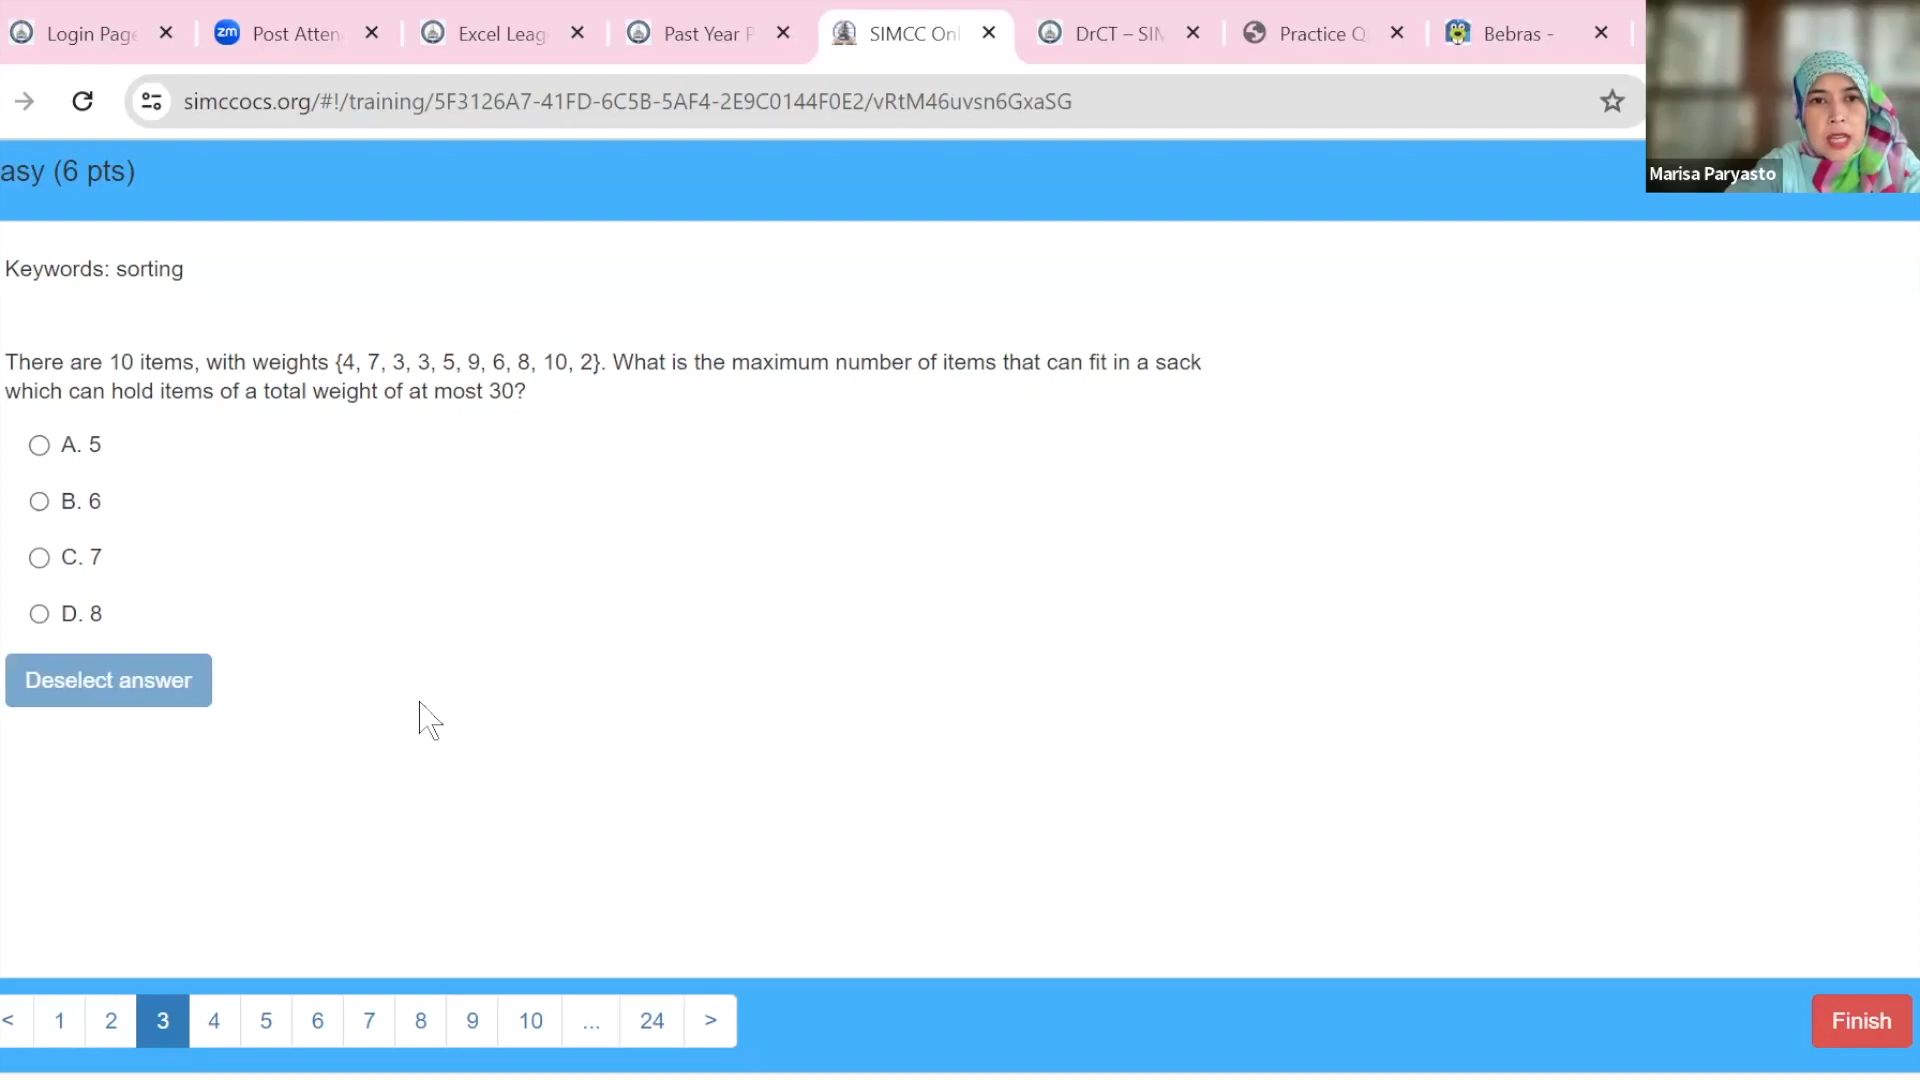 Login Page
Post Atten
Excel Leag
Past Year P
SIMCC Onl
DrCT – SIM
Practice Q
Bebras -
simccocs.org/#!/training/5F3126A7-41FD-6C5B-5AF4-2E9C0144F0E2/vRtM46uvsn6GxaSG
asy (6 pts)
Marisa Paryasto
Keywords: sorting
There are 10 items, with weights {4, 7, 3, 3, 5, 9, 6, 8, 10, 2}. What is the maximum number of items that can fit in a sack
which can hold items of a total weight of at most 30?
A. 5
B. 6
C. 7
D. 8
Deselect answer
< 1 2 3 4 5 6 7 8 9 10 ... 24 >
Finish